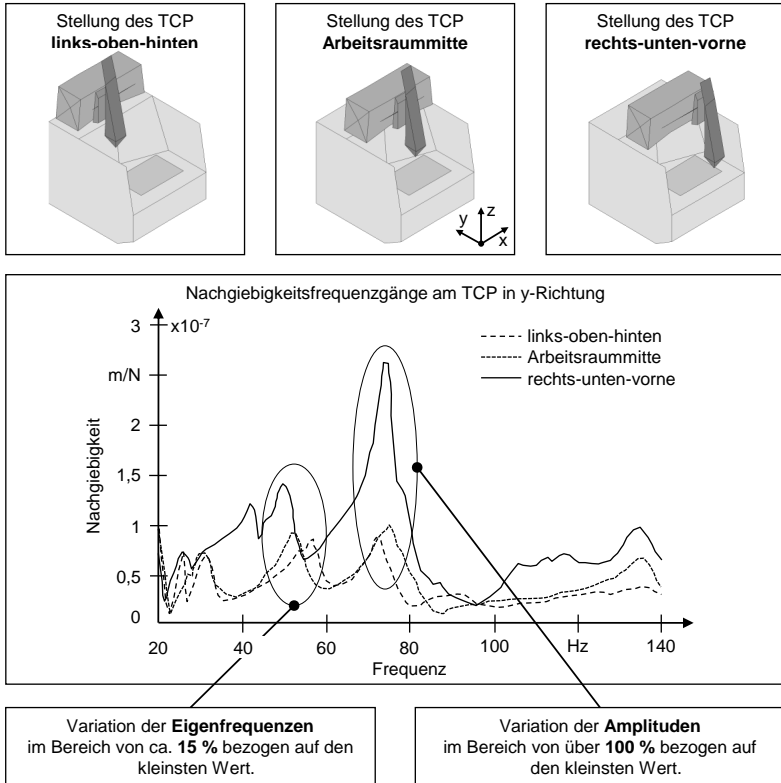 Stellung des TCP
links-oben-hinten
Stellung des TCP
Arbeitsraummitte
Stellung des TCP
rechts-unten-vorne
z
y
x
Nachgiebigkeitsfrequenzgänge am TCP in y-Richtung
3
x10-7
m/N
2
1,5
1
0,5
0
Nachgiebigkeit
links-oben-hinten
Arbeitsraummitte
rechts-unten-vorne
20
40
60
80
100
Hz
140
Frequenz
Variation der Eigenfrequenzen
im Bereich von ca. 15 % bezogen auf den
kleinsten Wert.
Variation der Amplituden
im Bereich von über 100 % bezogen auf
den kleinsten Wert.